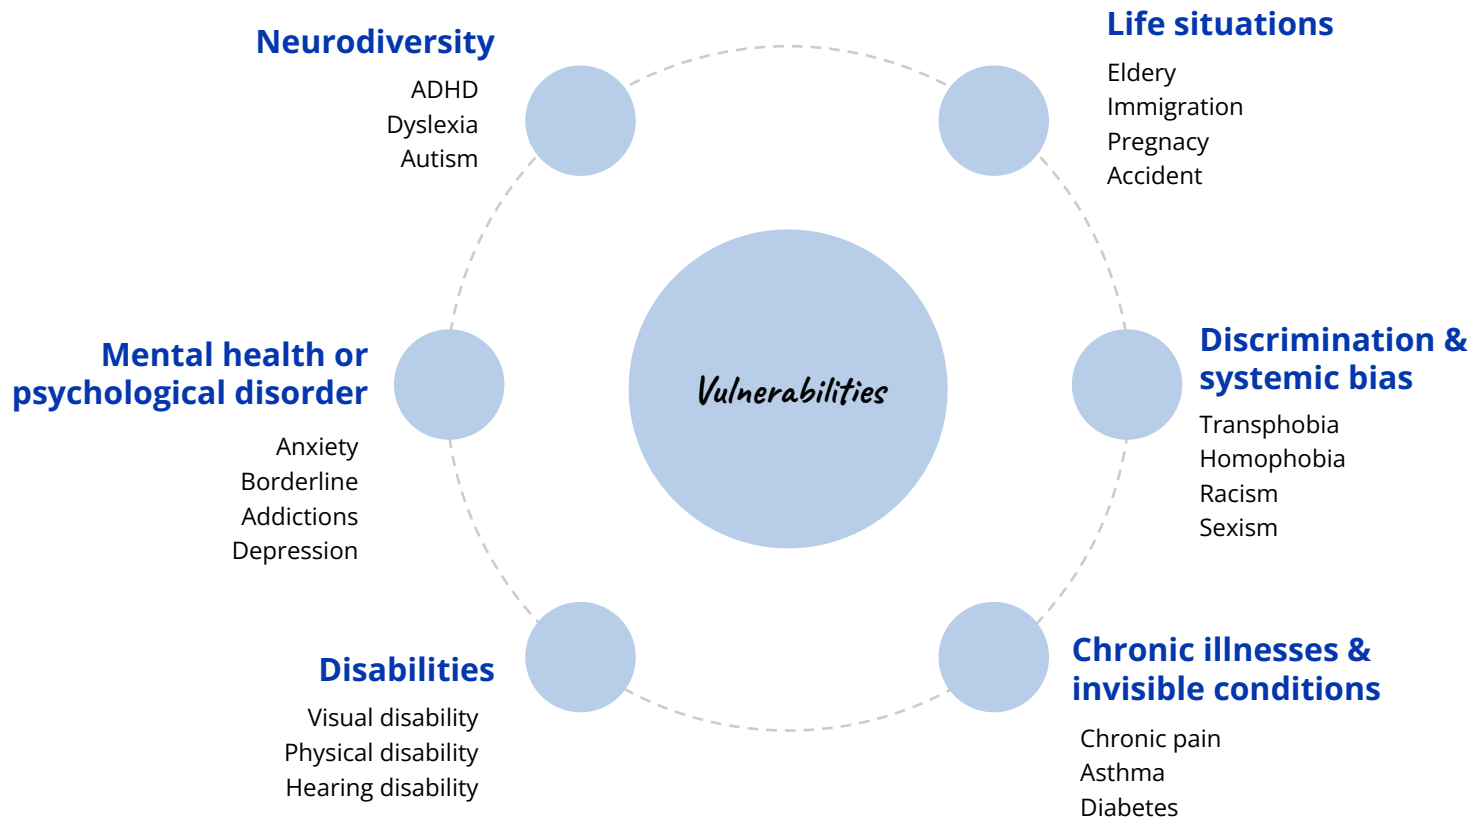 Neurodiversity
ADHD
Dyslexia
Autism
Life situations
Eldery
Immigration
Pregnacy
Accident
Mental health or
psychological disorder
Anxiety
Borderline
Addictions
Depression
Vulnerabilities
Discrimination &
systemic bias
Transphobia
Homophobia
Racism
Sexism
Disabilities
Visual disability
Physical disability
Hearing disability
Chronic illnesses &
invisible conditions
Chronic pain
Asthma
Diabetes